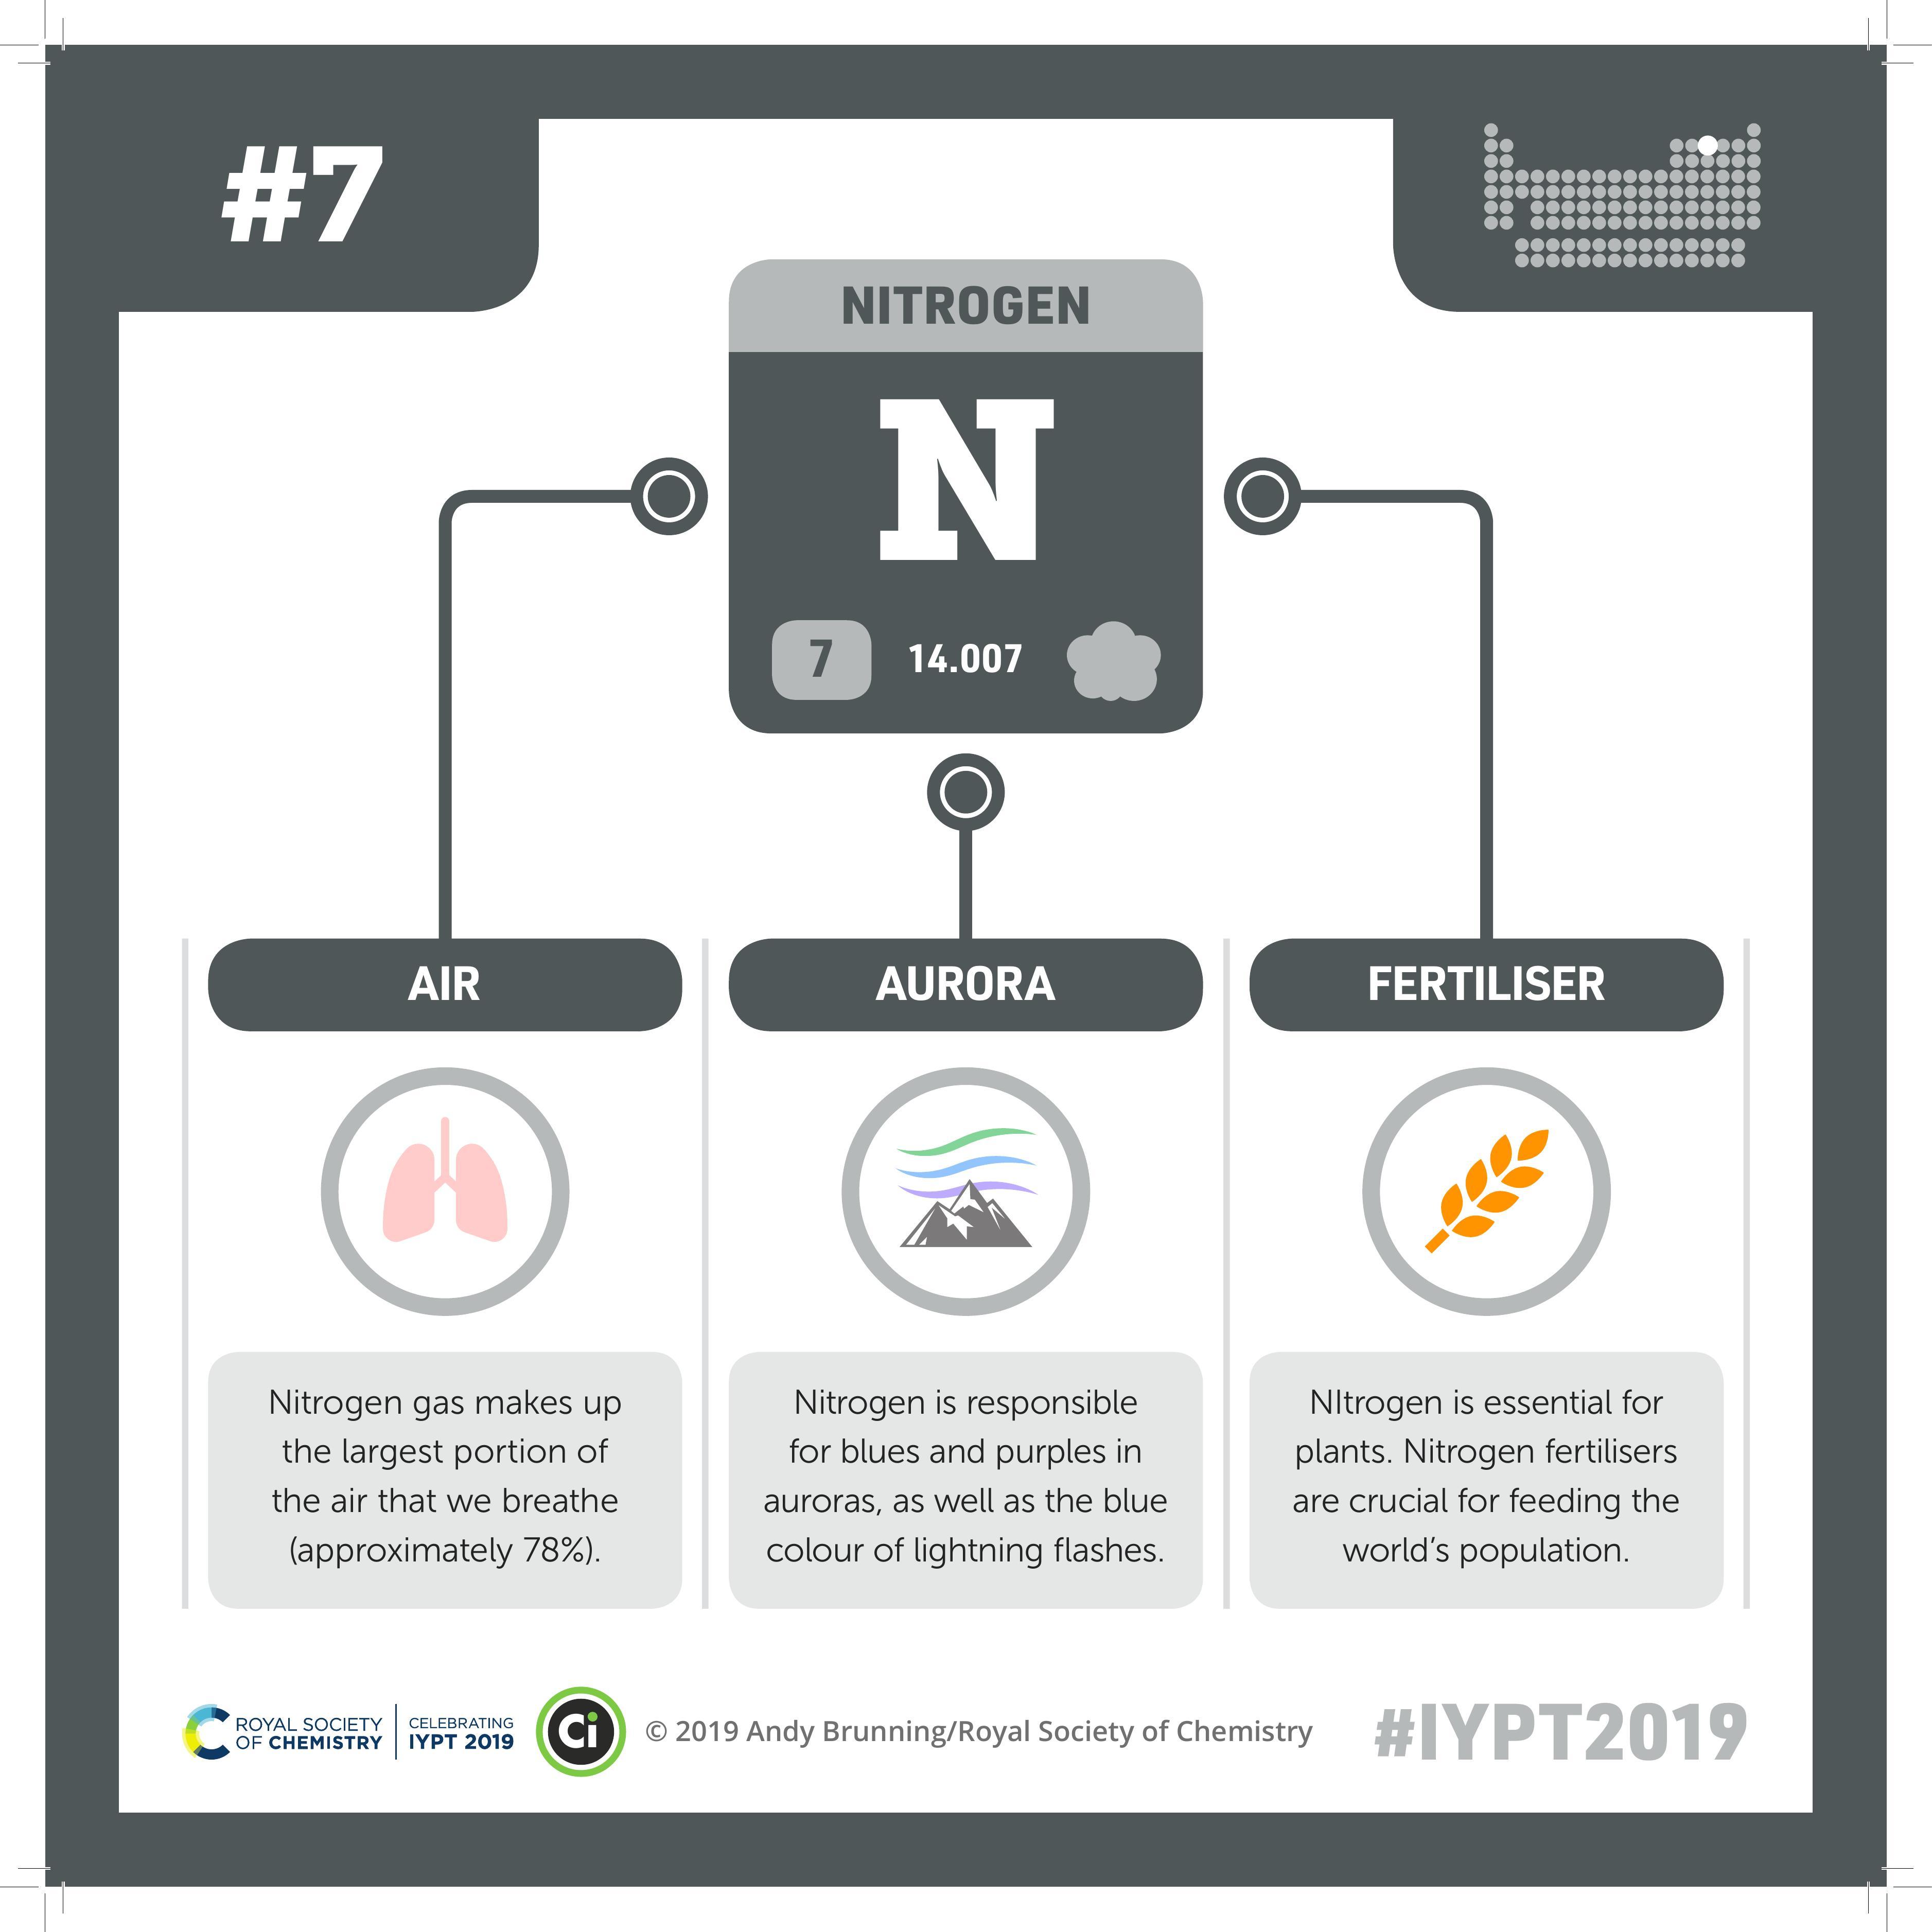 #7
NITROGEN
N
7 14.007
AIR
AURORA
FERTILISER
Nitrogen gas makes up
the largest portion of
the air that we breathe
(approximately 78%).
Nitrogen is responsible
for blues and purples in
auroras, as well as the blue
colour of lightning flashes.
NItrogen is essential for
plants. Nitrogen fertilisers
are crucial for feeding the
world’s population.
ROYAL SOCIETY
OF CHEMISTRY
CELEBRATING
IYPT 2019
Ci
© 2019 Andy Brunning/Royal Society of Chemistry
#IYPT2019